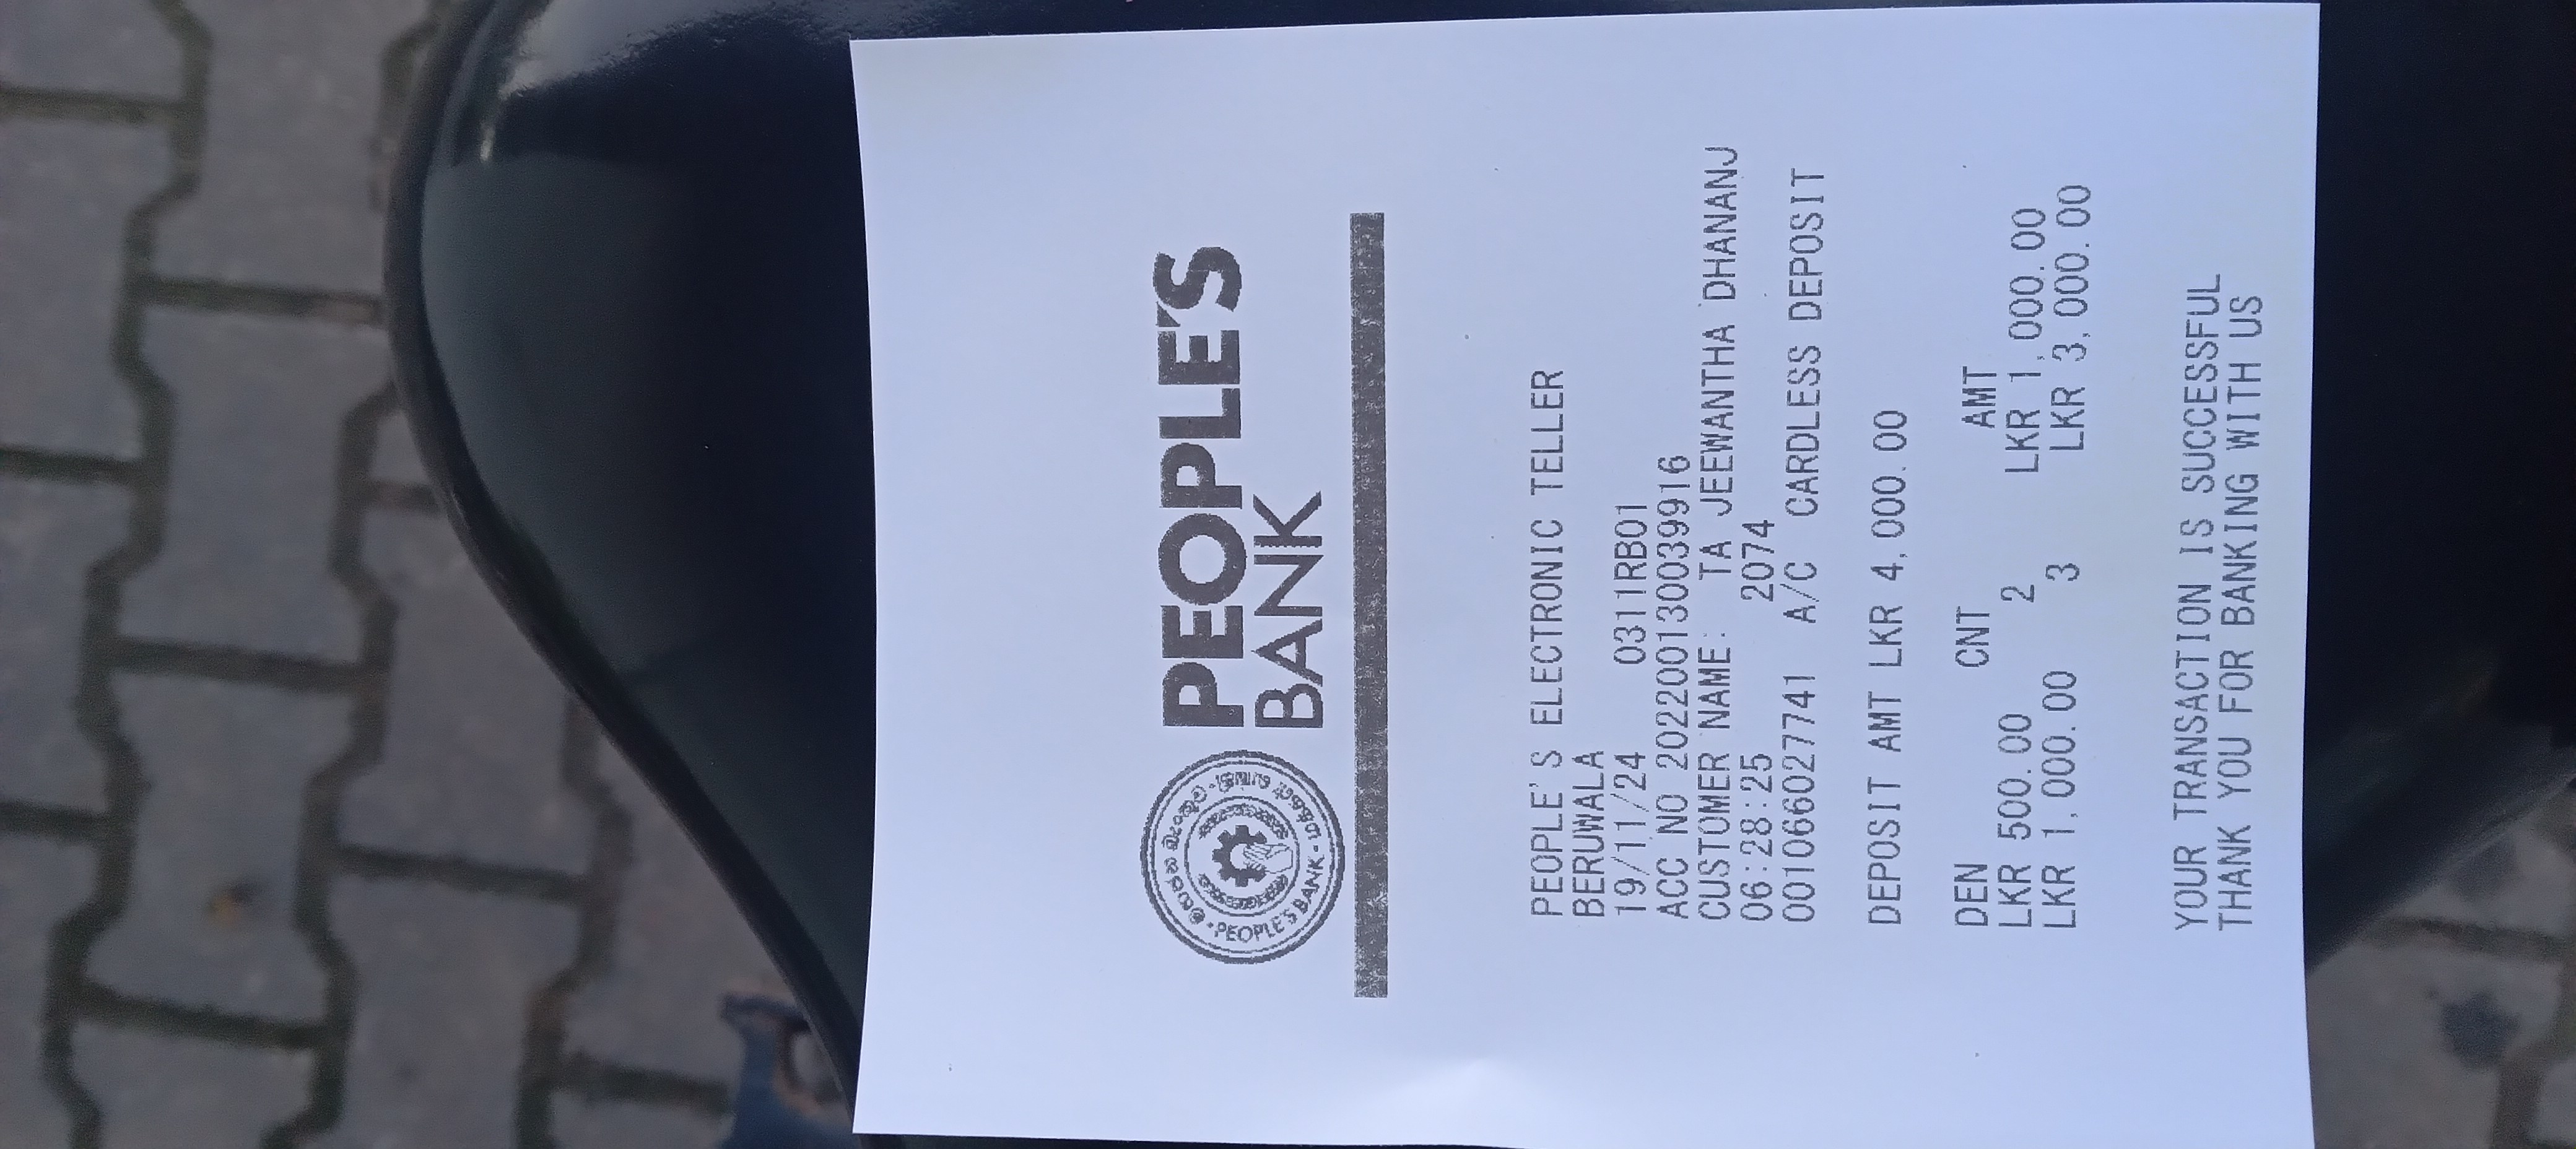 PEOPLE'S
BANK
PEOPLE'S BANK
PEOPLE'S ELECTRONIC TELLER
BERUWALA
19/11/24 0311RB01
ACC NO 202200130039916
CUSTOMER NAME: TA JEEWANTHA DHANANJ
06:28:25 2074
001066027741 A/C CARDLESS DEPOSIT
DEPOSIT AMT LKR 4,000.00
DEN CNT AMT
LKR 500.00 2 LKR 1,000.00
LKR 1,000.00 3 LKR 3,000.00
YOUR TRANSACTION IS SUCCESSFUL
THANK YOU FOR BANKING WITH US